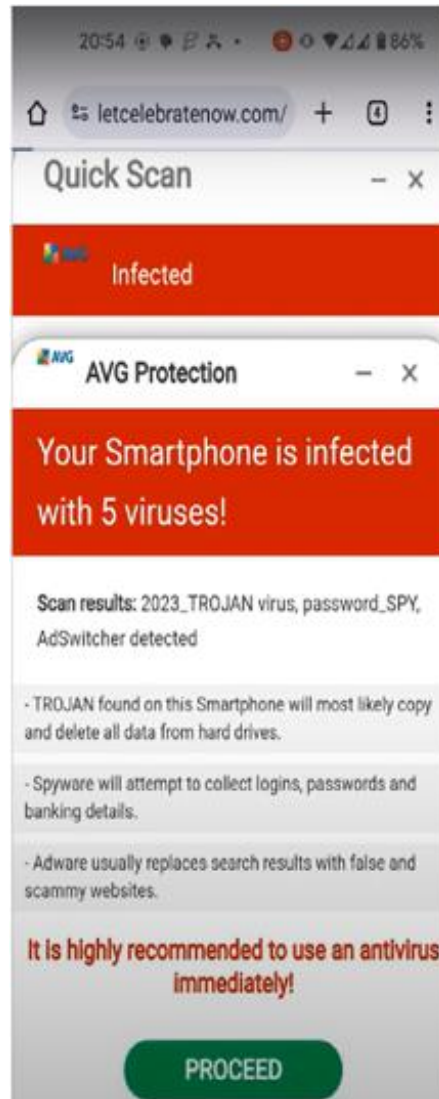 20:54 86%
letcelebratenow.com/ + 4
Quick Scan
AVG Infected
AVG AVG Protection
Your Smartphone is infected
with 5 viruses!
Scan results: 2023_TROJAN virus, password_SPY,
AdSwitcher detected
- TROJAN found on this Smartphone will most likely copy
and delete all data from hard drives.
- Spyware will attempt to collect logins, passwords and
banking details.
- Adware usually replaces search results with false and
scammy websites.
It is highly recommended to use an antivirus
immediately!
PROCEED